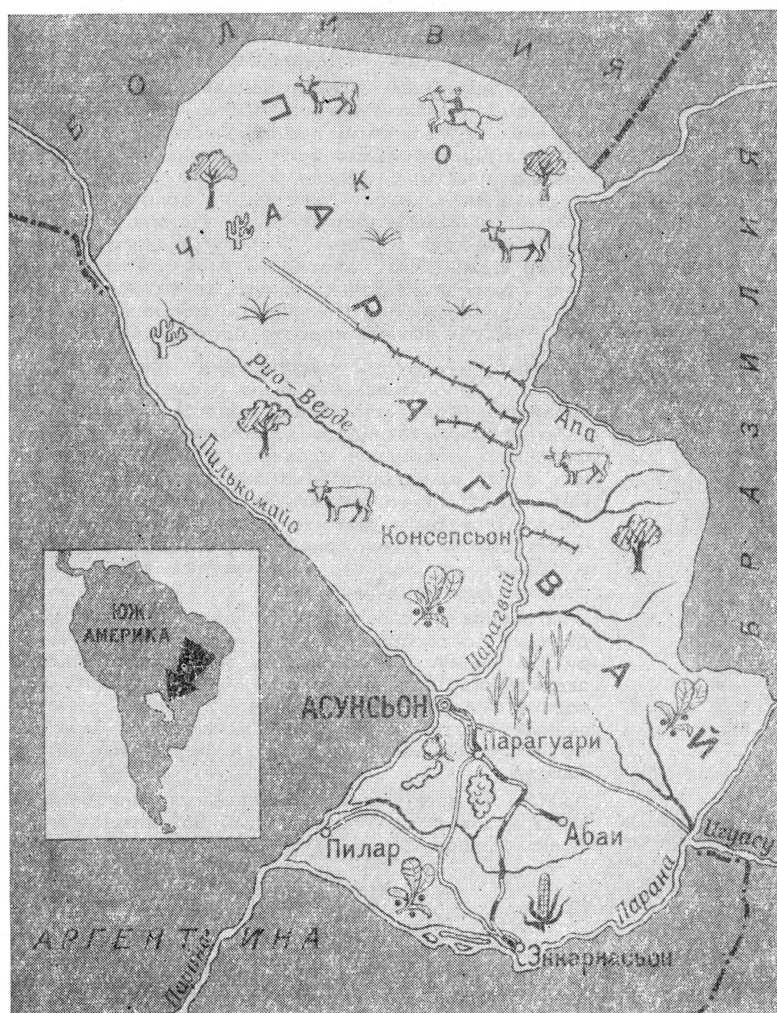 БОЛИВИЯ
ПАРАГВАЙ
ЧАКО
БРАЗИЛИЯ
Рио-Верде
Апа
Пилькомайо
Консепсьон
Парагвай
ЮЖ.
АМЕРИКА
АСУНСЬОН
Парагуари
Игуасу
Пилар
Абаи
Парана
АРГЕНТИНА
Энкарнасьон
Парана